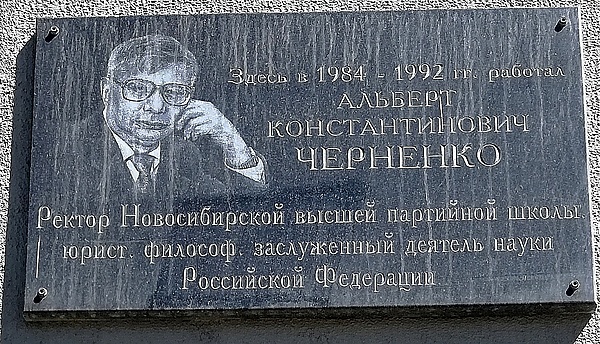 Здесь в 1984 - 1992 гг. работал
АЛЬБЕРТ
КОНСТАНТИНОВИЧ
ЧЕРНЕНКО
Ректор Новосибирской высшей партийной школы,
юрист, философ, заслуженный деятель науки
Российской Федерации